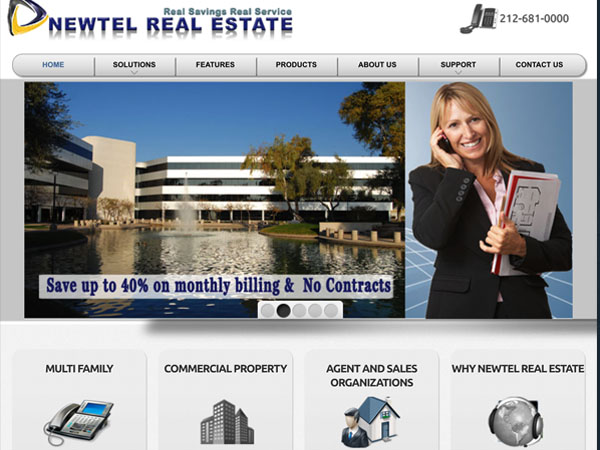 Real Savings Real Service
NEWTEL REAL ESTATE
212-681-0000
HOME SOLUTIONS FEATURES PRODUCTS ABOUT US SUPPORT CONTACT US
Save up to 40% on monthly billing & No Contracts
MULTI FAMILY
COMMERCIAL PROPERTY
AGENT AND SALES
ORGANIZATIONS
WHY NEWTEL REAL ESTATE